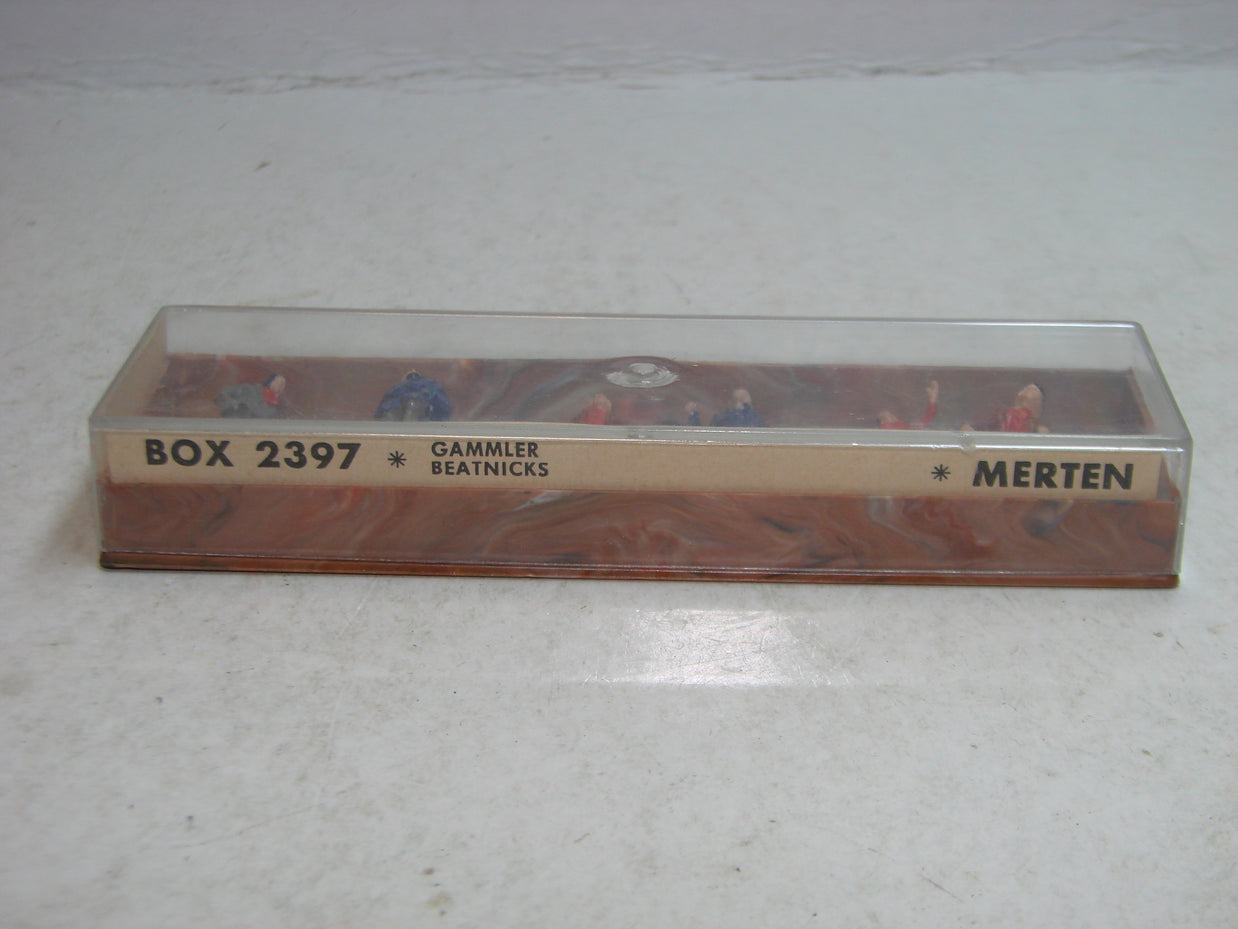 BOX 2397 * GAMMLER
BEATNICKS
* MERTEN